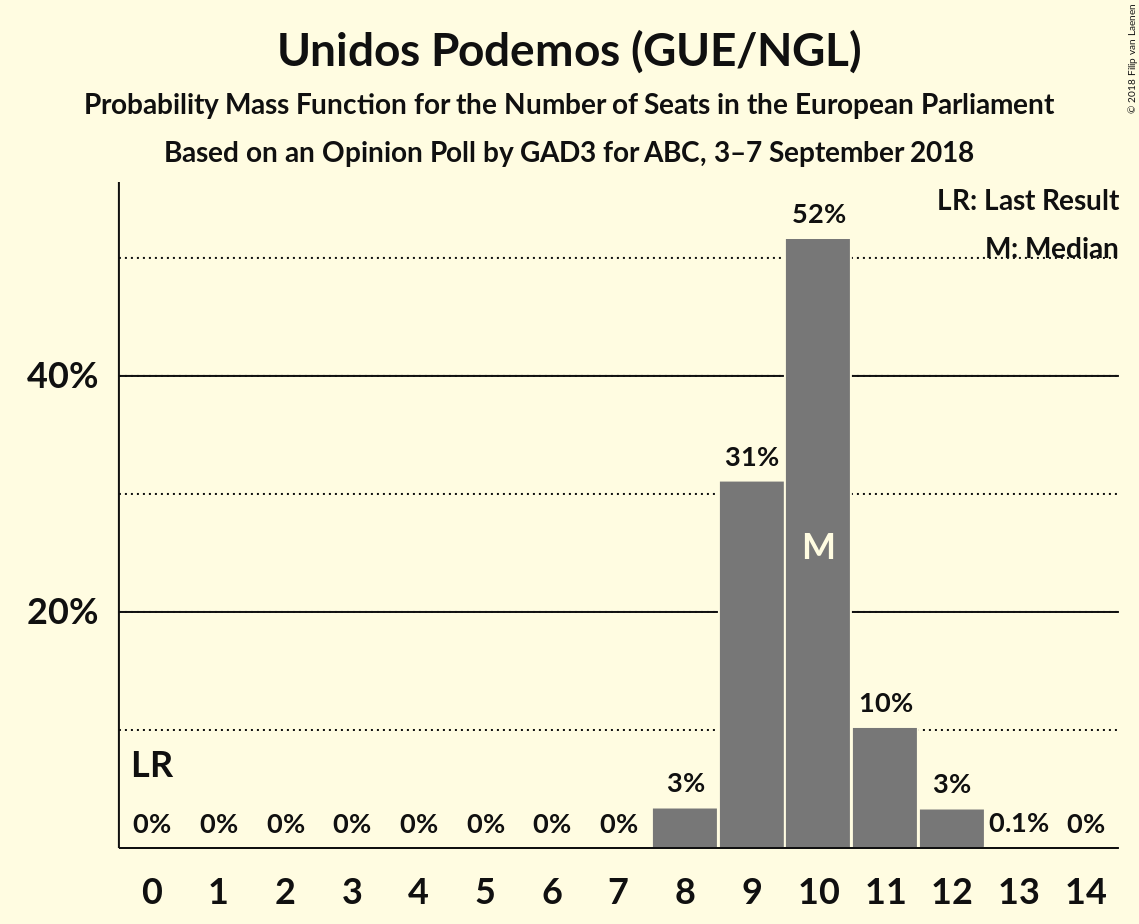 Unidos Podemos (GUE/NGL)
Probability Mass Function for the Number of Seats in the European Parliament
Based on an Opinion Poll by GAD3 for ABC, 3–7 September 2018
© 2018 Filip van Laenen
LR: Last Result
M: Median
52%
40%
31%
M
20%
10%
LR
3% 3%
0% 0% 0% 0% 0% 0% 0% 0% 0.1% 0%
0 1 2 3 4 5 6 7 8 9 10 11 12 13 14